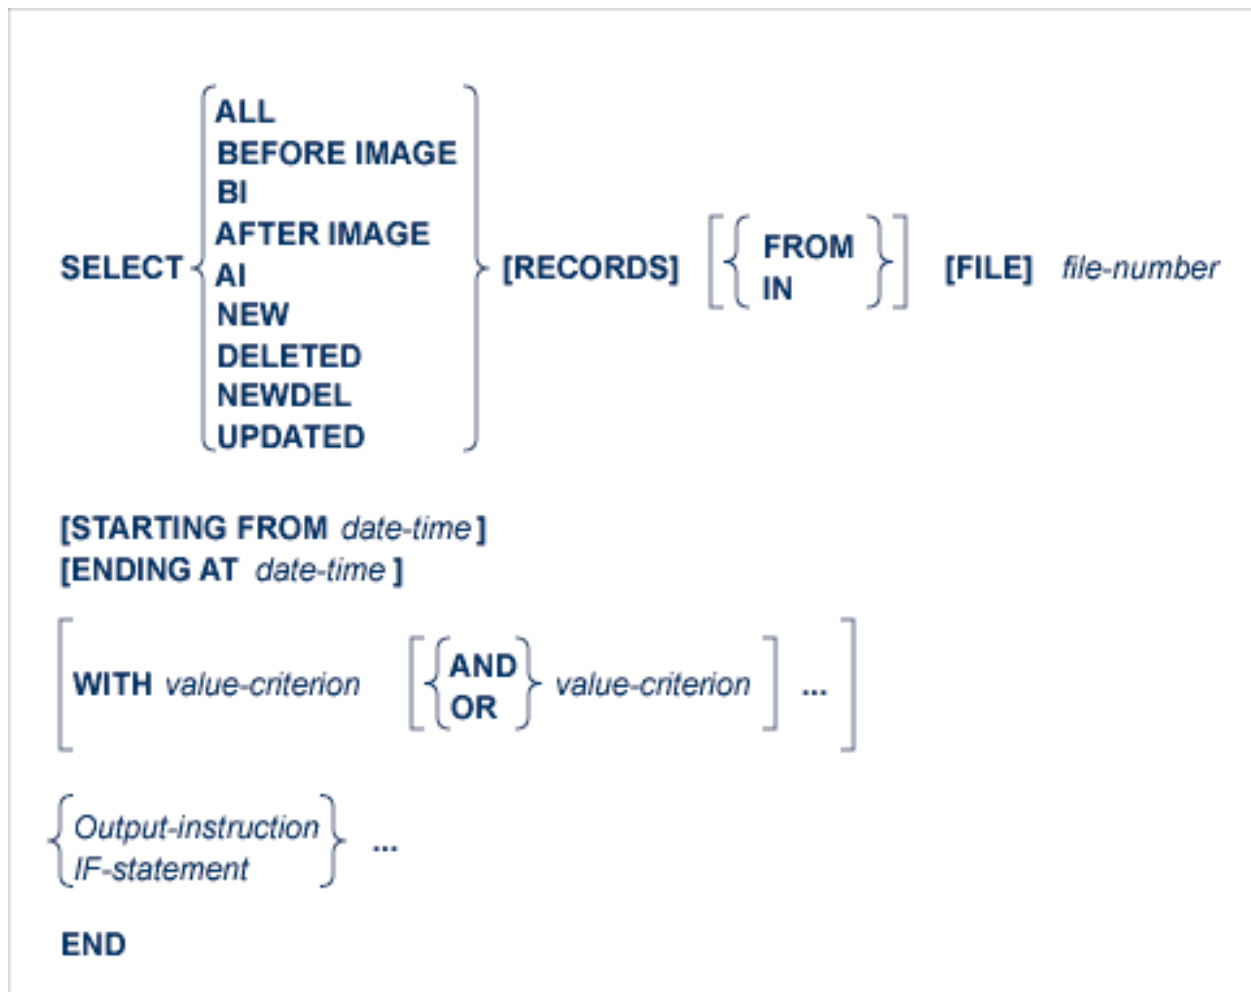 ALL
BEFORE IMAGE
BI
AFTER IMAGE
SELECT AI [RECORDS] [FROM IN] [FILE] file-number
NEW
DELETED
NEWDEL
UPDATED
[STARTING FROM date-time]
[ENDING AT date-time]
[WITH value-criterion [{AND OR} value-criterion] ...]
{Output-instruction
IF-statement} ...
END